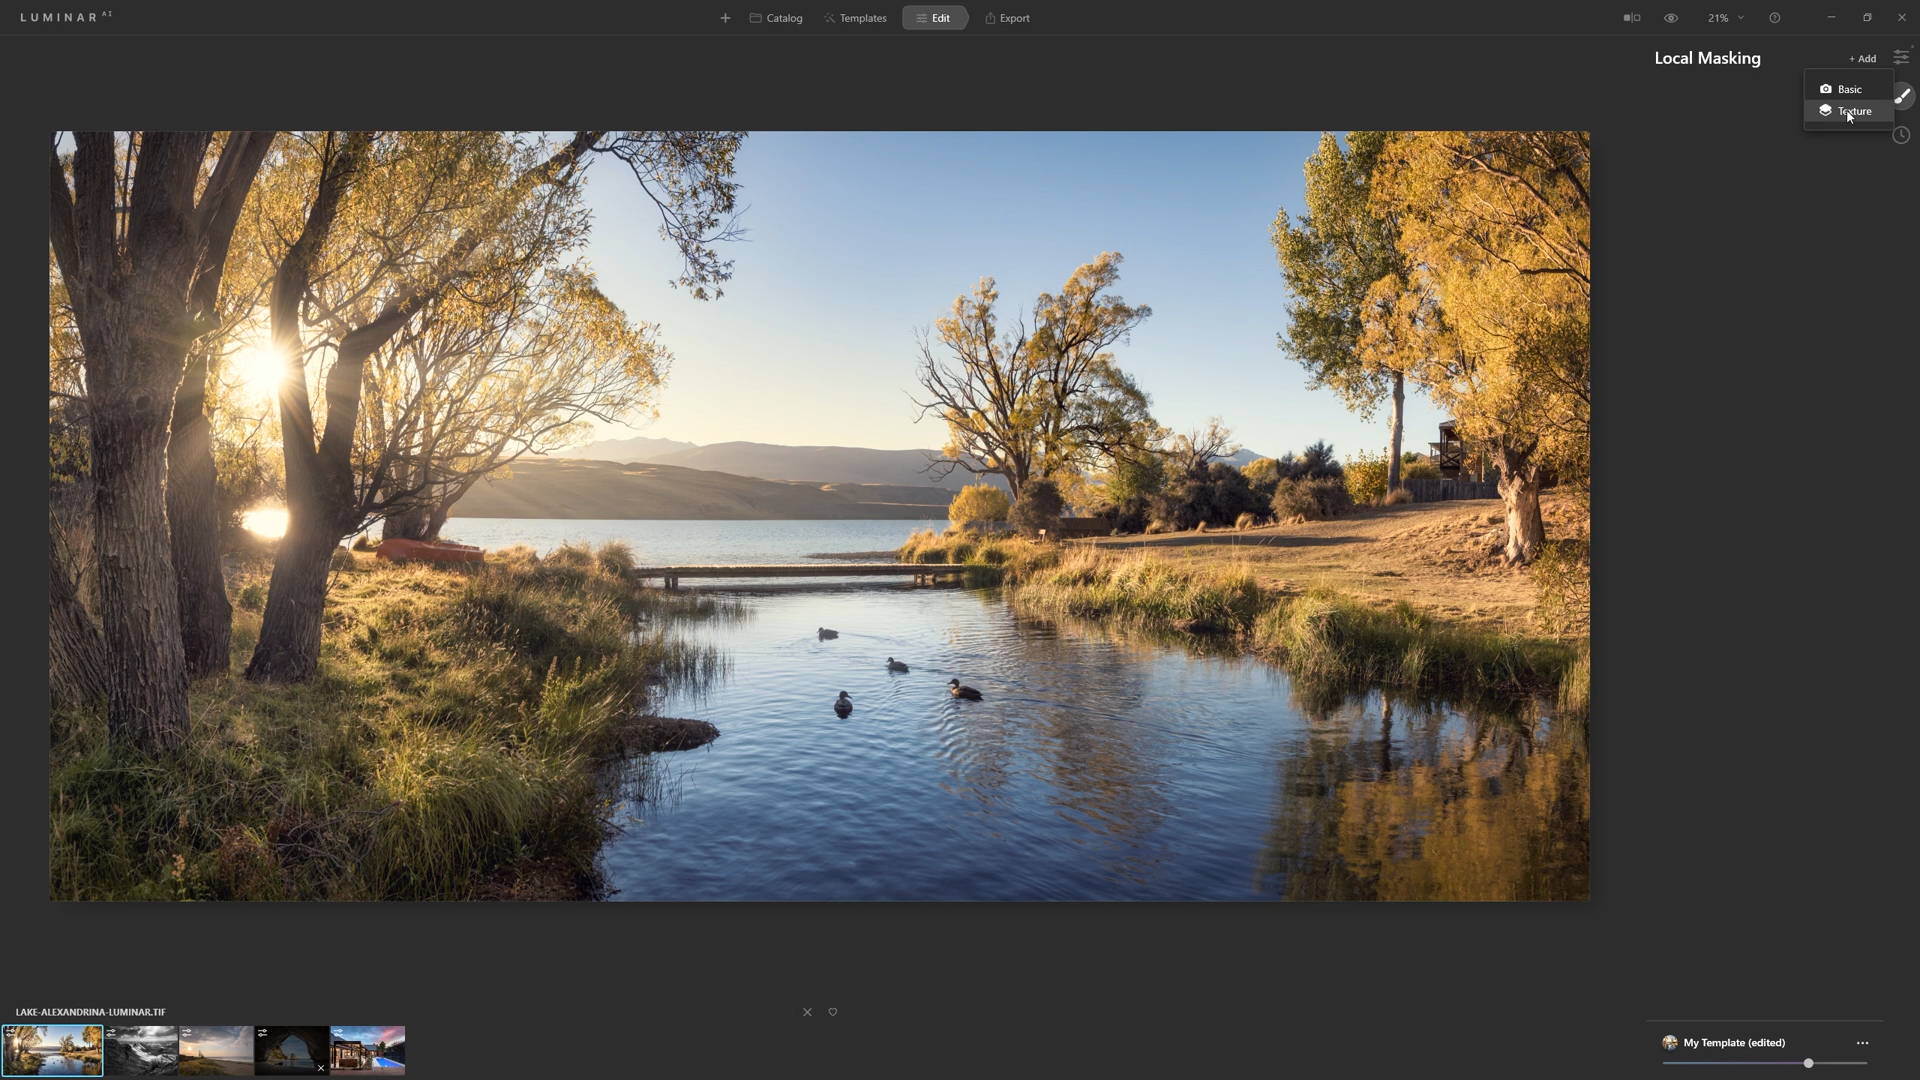 LUMINAR AI
Catalog
Templates
Edit
Export
21%
Local Masking
+ Add
Basic
Texture
LAKE-ALEXANDRINA-LUMINAR.TIF
My Template (edited)